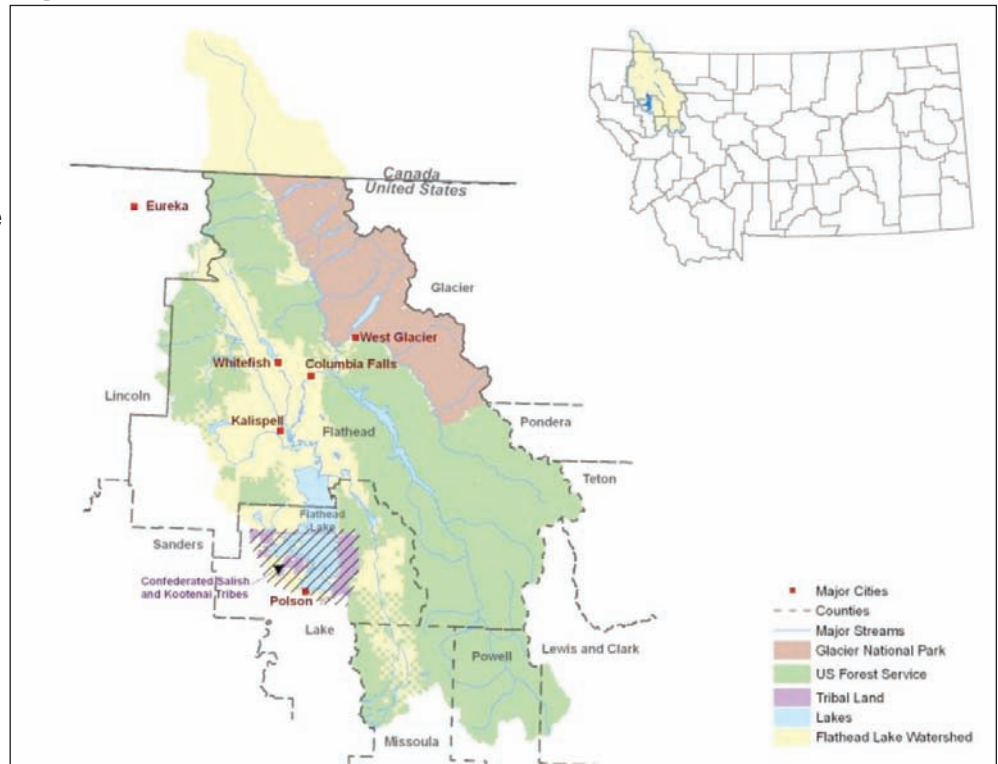 e
Canada
United States
Eureka
Glacier
West Glacier
Whitefish
Columbia Falls
Lincoln
Kalispell
Flathead
Pondera
Teton
Flathead
Lake
Sanders
Confederated Salish
and Kootenai Tribes
Polson
Lake
Powell
Lewis and Clark
Missoula
Major Cities
Counties
Major Streams
Glacier National Park
US Forest Service
Tribal Land
Lakes
Flathead Lake Watershed